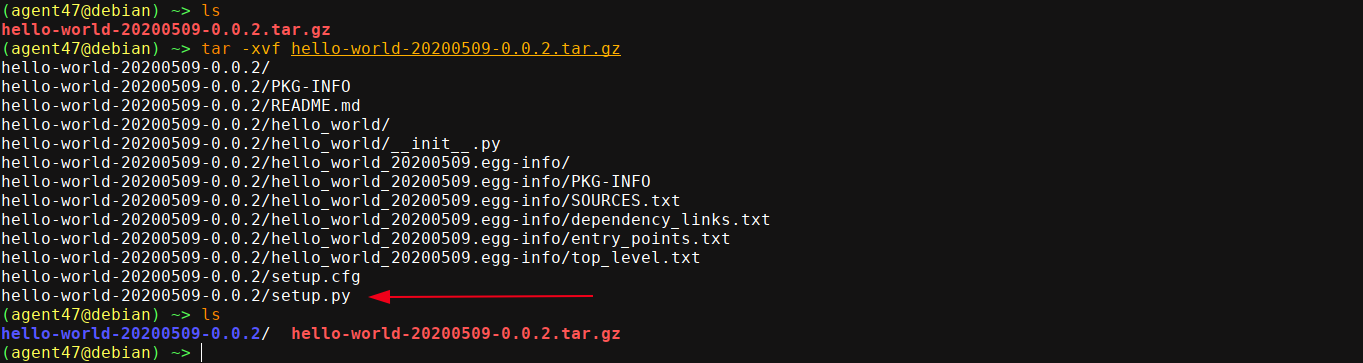 (agent47@debian) ~> ls
hello-world-20200509-0.0.2.tar.gz
(agent47@debian) ~> tar -xvf hello-world-20200509-0.0.2.tar.gz
hello-world-20200509-0.0.2/
hello-world-20200509-0.0.2/PKG-INFO
hello-world-20200509-0.0.2/README.md
hello-world-20200509-0.0.2/hello_world/
hello-world-20200509-0.0.2/hello_world/__init__.py
hello-world-20200509-0.0.2/hello_world_20200509.egg-info/
hello-world-20200509-0.0.2/hello_world_20200509.egg-info/PKG-INFO
hello-world-20200509-0.0.2/hello_world_20200509.egg-info/SOURCES.txt
hello-world-20200509-0.0.2/hello_world_20200509.egg-info/dependency_links.txt
hello-world-20200509-0.0.2/hello_world_20200509.egg-info/entry_points.txt
hello-world-20200509-0.0.2/hello_world_20200509.egg-info/top_level.txt
hello-world-20200509-0.0.2/setup.cfg
hello-world-20200509-0.0.2/setup.py
(agent47@debian) ~> ls
hello-world-20200509-0.0.2/  hello-world-20200509-0.0.2.tar.gz
(agent47@debian) ~>